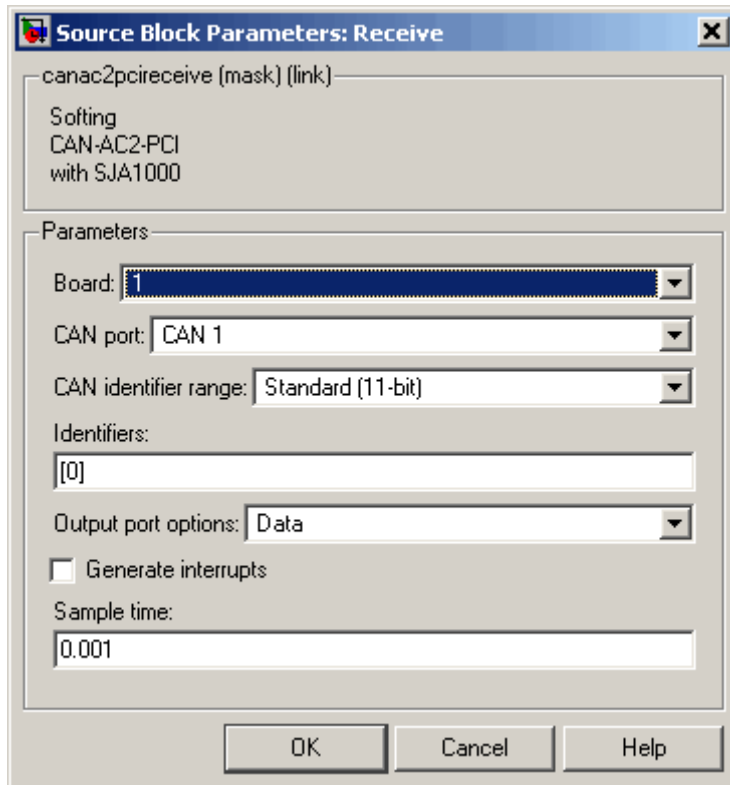 Source Block Parameters: Receive
canac2pcireceive (mask) (link)
Softing
CAN-AC2-PCI
with SJA1000
Parameters
Board: 1
CAN port: CAN 1
CAN identifier range: Standard (11-bit)
Identifiers:
[0]
Output port options: Data
Generate interrupts
Sample time:
0.001
OK Cancel Help